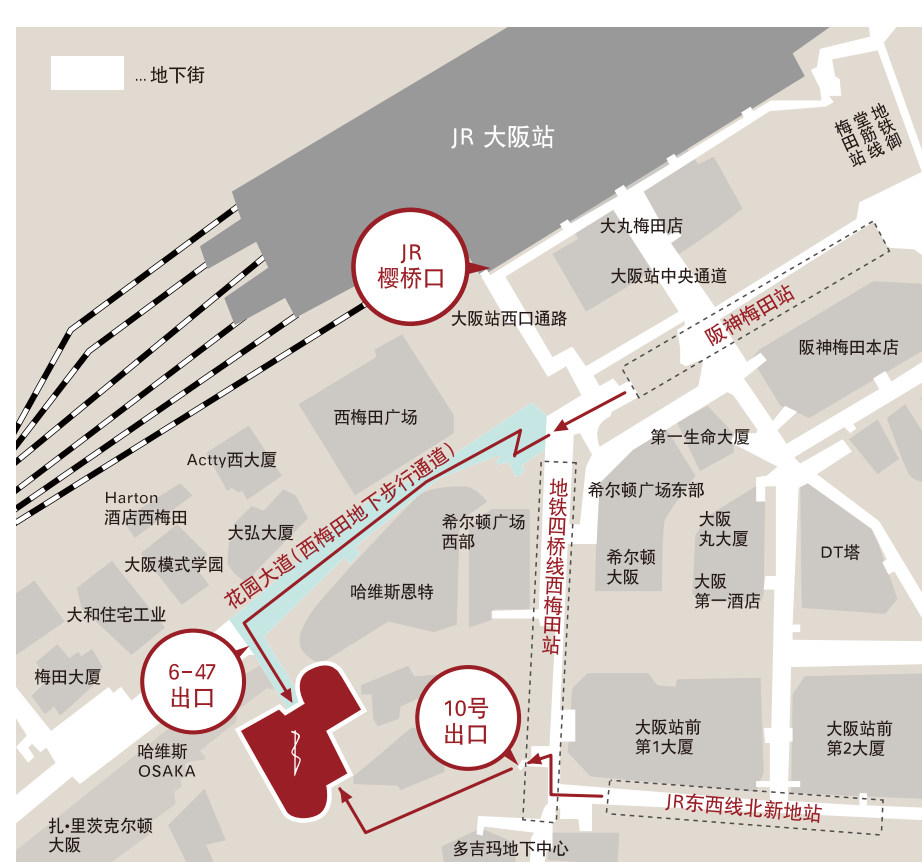 … 地下街
JR 大阪站
地铁御
堂筋线
梅田站
JR
樱桥口
大丸梅田店
大阪站中央通道
大阪站西口通路
阪神梅田站
阪神梅田本店
西梅田广场
第一生命大厦
Actty西大厦
花园大道(西梅田地下步行通道)
地铁四桥线西梅田站
希尔顿广场东部
Harton
酒店西梅田
大弘大厦
希尔顿广场
西部
大阪
丸大厦
大阪模式学园
希尔顿
大阪
DT塔
大阪
第一酒店
哈维斯恩特
大和住宅工业
梅田大厦
6-47
出口
10号
出口
大阪站前
第1大厦
大阪站前
第2大厦
哈维斯
OSAKA
JR东西线北新地站
扎·里茨克尔顿
大阪
多吉玛地下中心